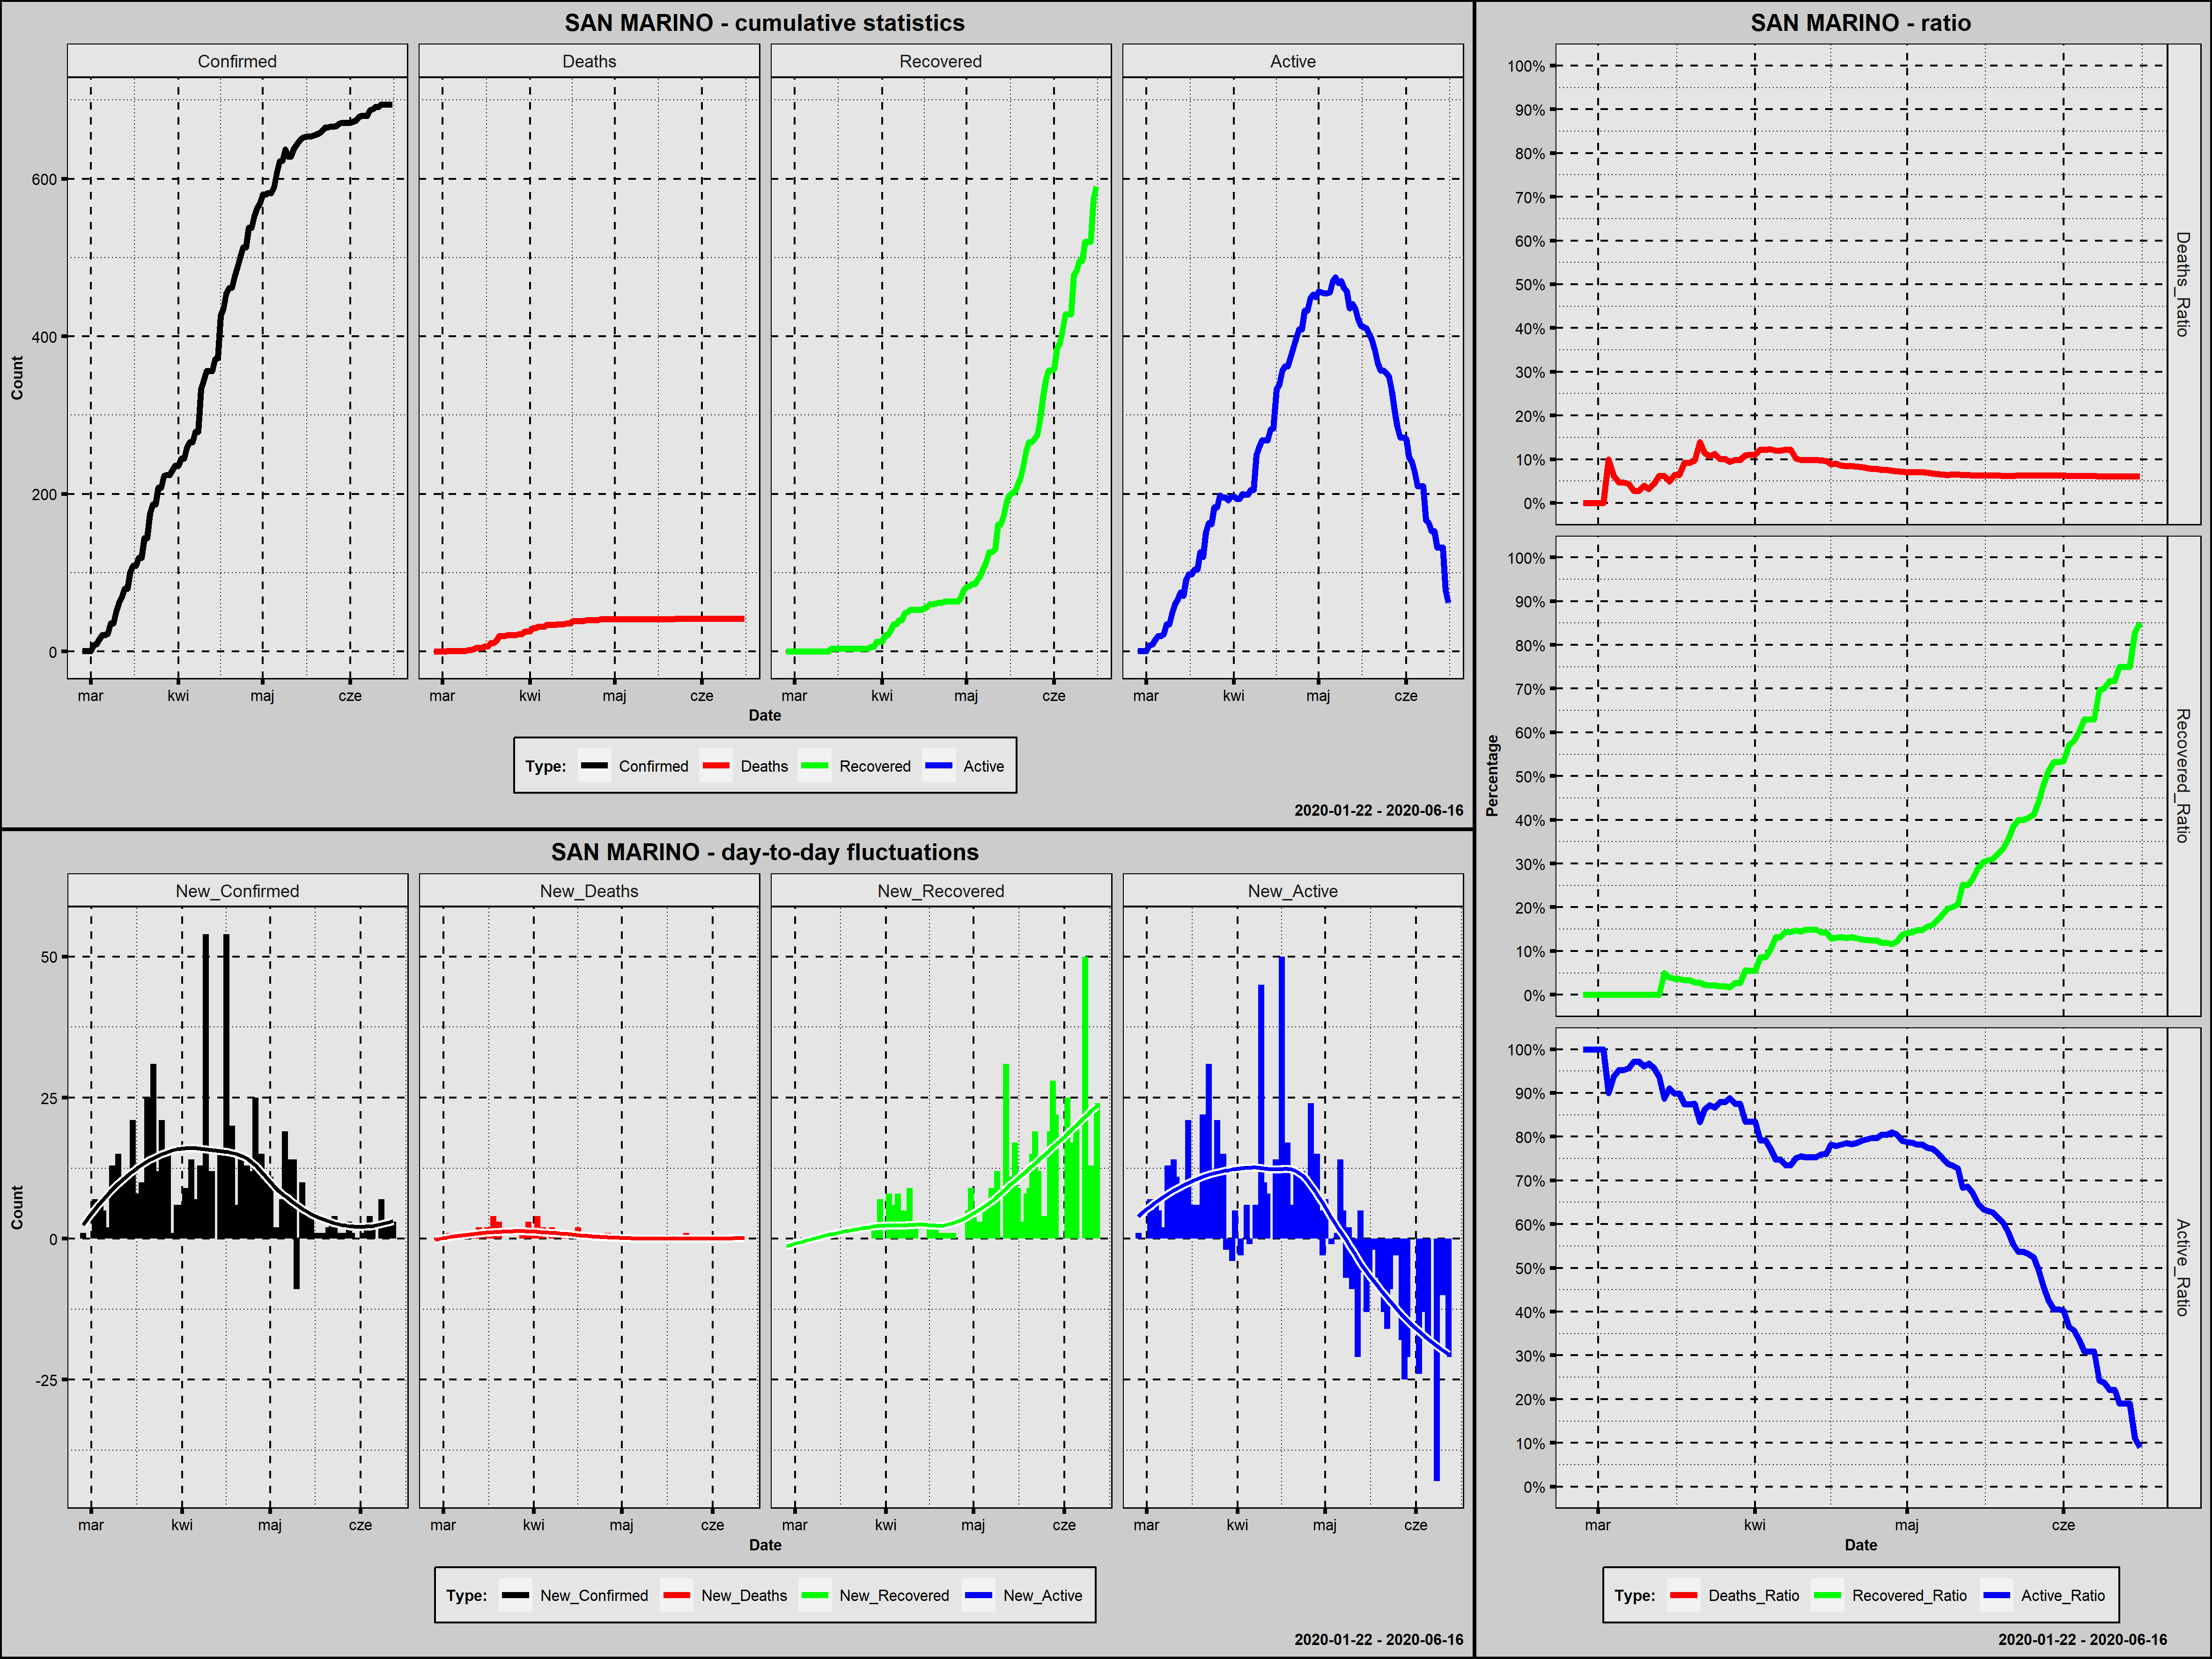 SAN MARINO - cumulative statistics
Confirmed Deaths Recovered Active
Count
600
400
200
0
mar kwi maj cze mar kwi maj cze mar kwi maj cze mar kwi maj cze
Date
Type: Confirmed Deaths Recovered Active
2020-01-22 - 2020-06-16
SAN MARINO - day-to-day fluctuations
New_Confirmed New_Deaths New_Recovered New_Active
Count
50
25
0
-25
mar kwi maj cze mar kwi maj cze mar kwi maj cze mar kwi maj cze
Date
Type: New_Confirmed New_Deaths New_Recovered New_Active
2020-01-22 - 2020-06-16
SAN MARINO - ratio
Percentage
100%
90%
80%
70%
60%
50%
40%
30%
20%
10%
0%
Deaths_Ratio
100%
90%
80%
70%
60%
50%
40%
30%
20%
10%
0%
Recovered_Ratio
100%
90%
80%
70%
60%
50%
40%
30%
20%
10%
0%
Active_Ratio
mar kwi maj cze
Date
Type: Deaths_Ratio Recovered_Ratio Active_Ratio
2020-01-22 - 2020-06-16